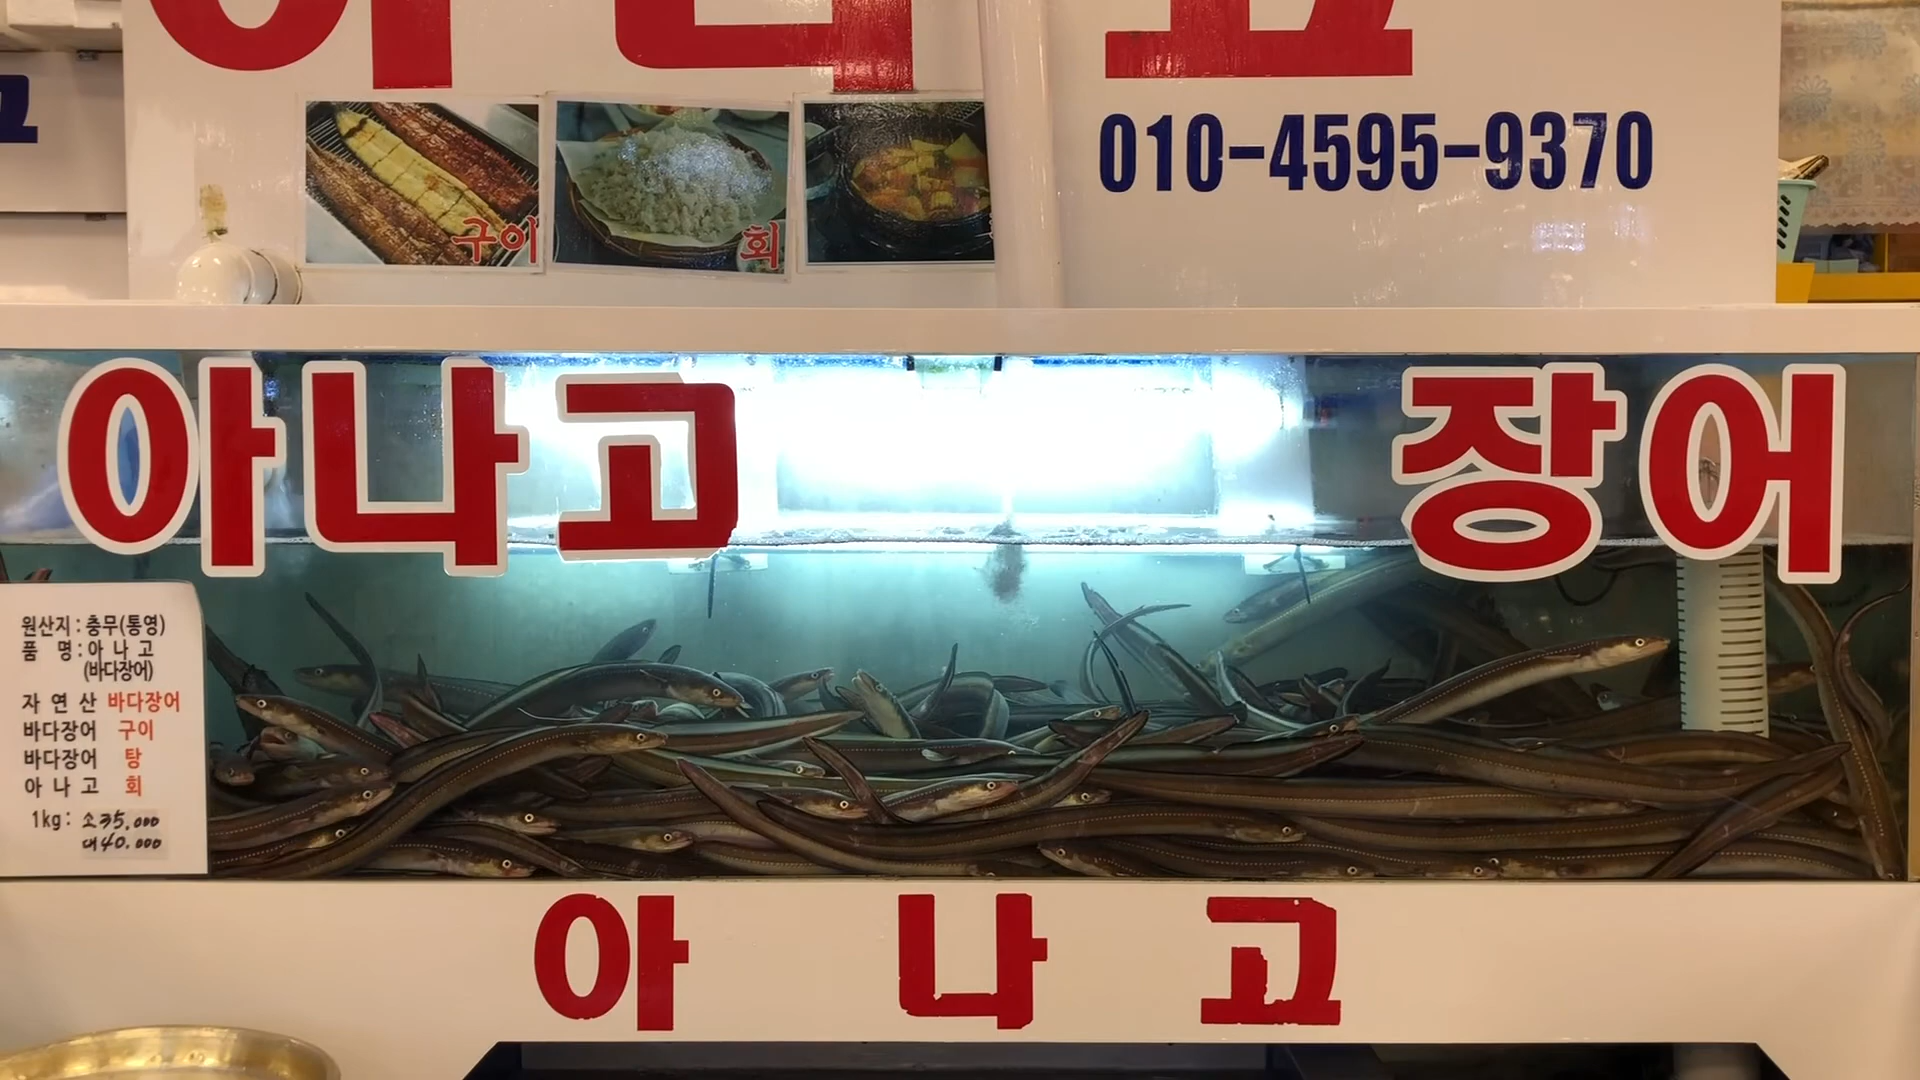 아나고
010-4595-9370
구이
회
아나고
장어
원산지:충무(통영)
품 명:아 나 고
(바다장어)
자 연 산 바다장어
바다장어 구이
바다장어 탕
아 나 고 회
1kg: 소35,000
대40,000
아 나 고